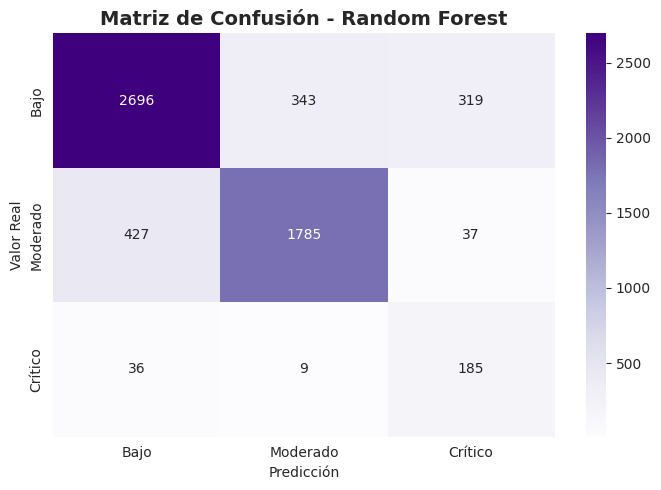 Matriz de Confusión - Random Forest
Valor Real
Bajo
2696 343 319
Moderado
427 1785 37
Crítico
36 9 185
Bajo Moderado Crítico
Predicción
2500
2000
1500
1000
500